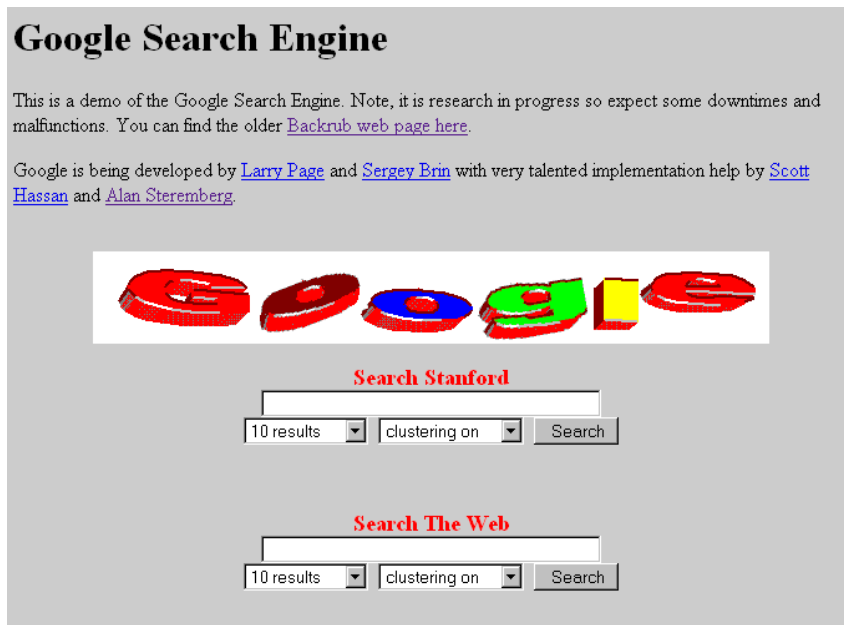 Google Search Engine
This is a demo of the Google Search Engine. Note, it is research in progress so expect some downtimes and
malfunctions. You can find the older Backrub web page here.
Google is being developed by Larry Page and Sergey Brin with very talented implementation help by Scott
Hassan and Alan Steremberg.
Google
Search Stanford
10 results clustering on Search
Search The Web
10 results clustering on Search